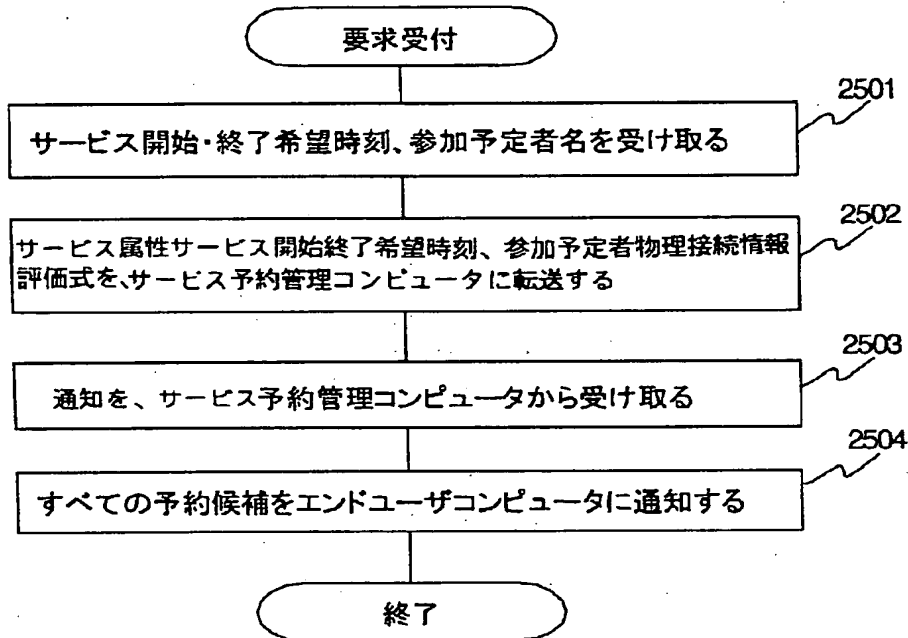 要求受付
2501
サービス開始・終了希望時刻、参加予定者名を受け取る
2502
サービス属性サービス開始終了希望時刻、参加予定者物理接続情報
評価式を、サービス予約管理コンピュータに転送する
2503
通知を、サービス予約管理コンピュータから受け取る
2504
すべての予約候補をエンドユーザコンピュータに通知する
終了